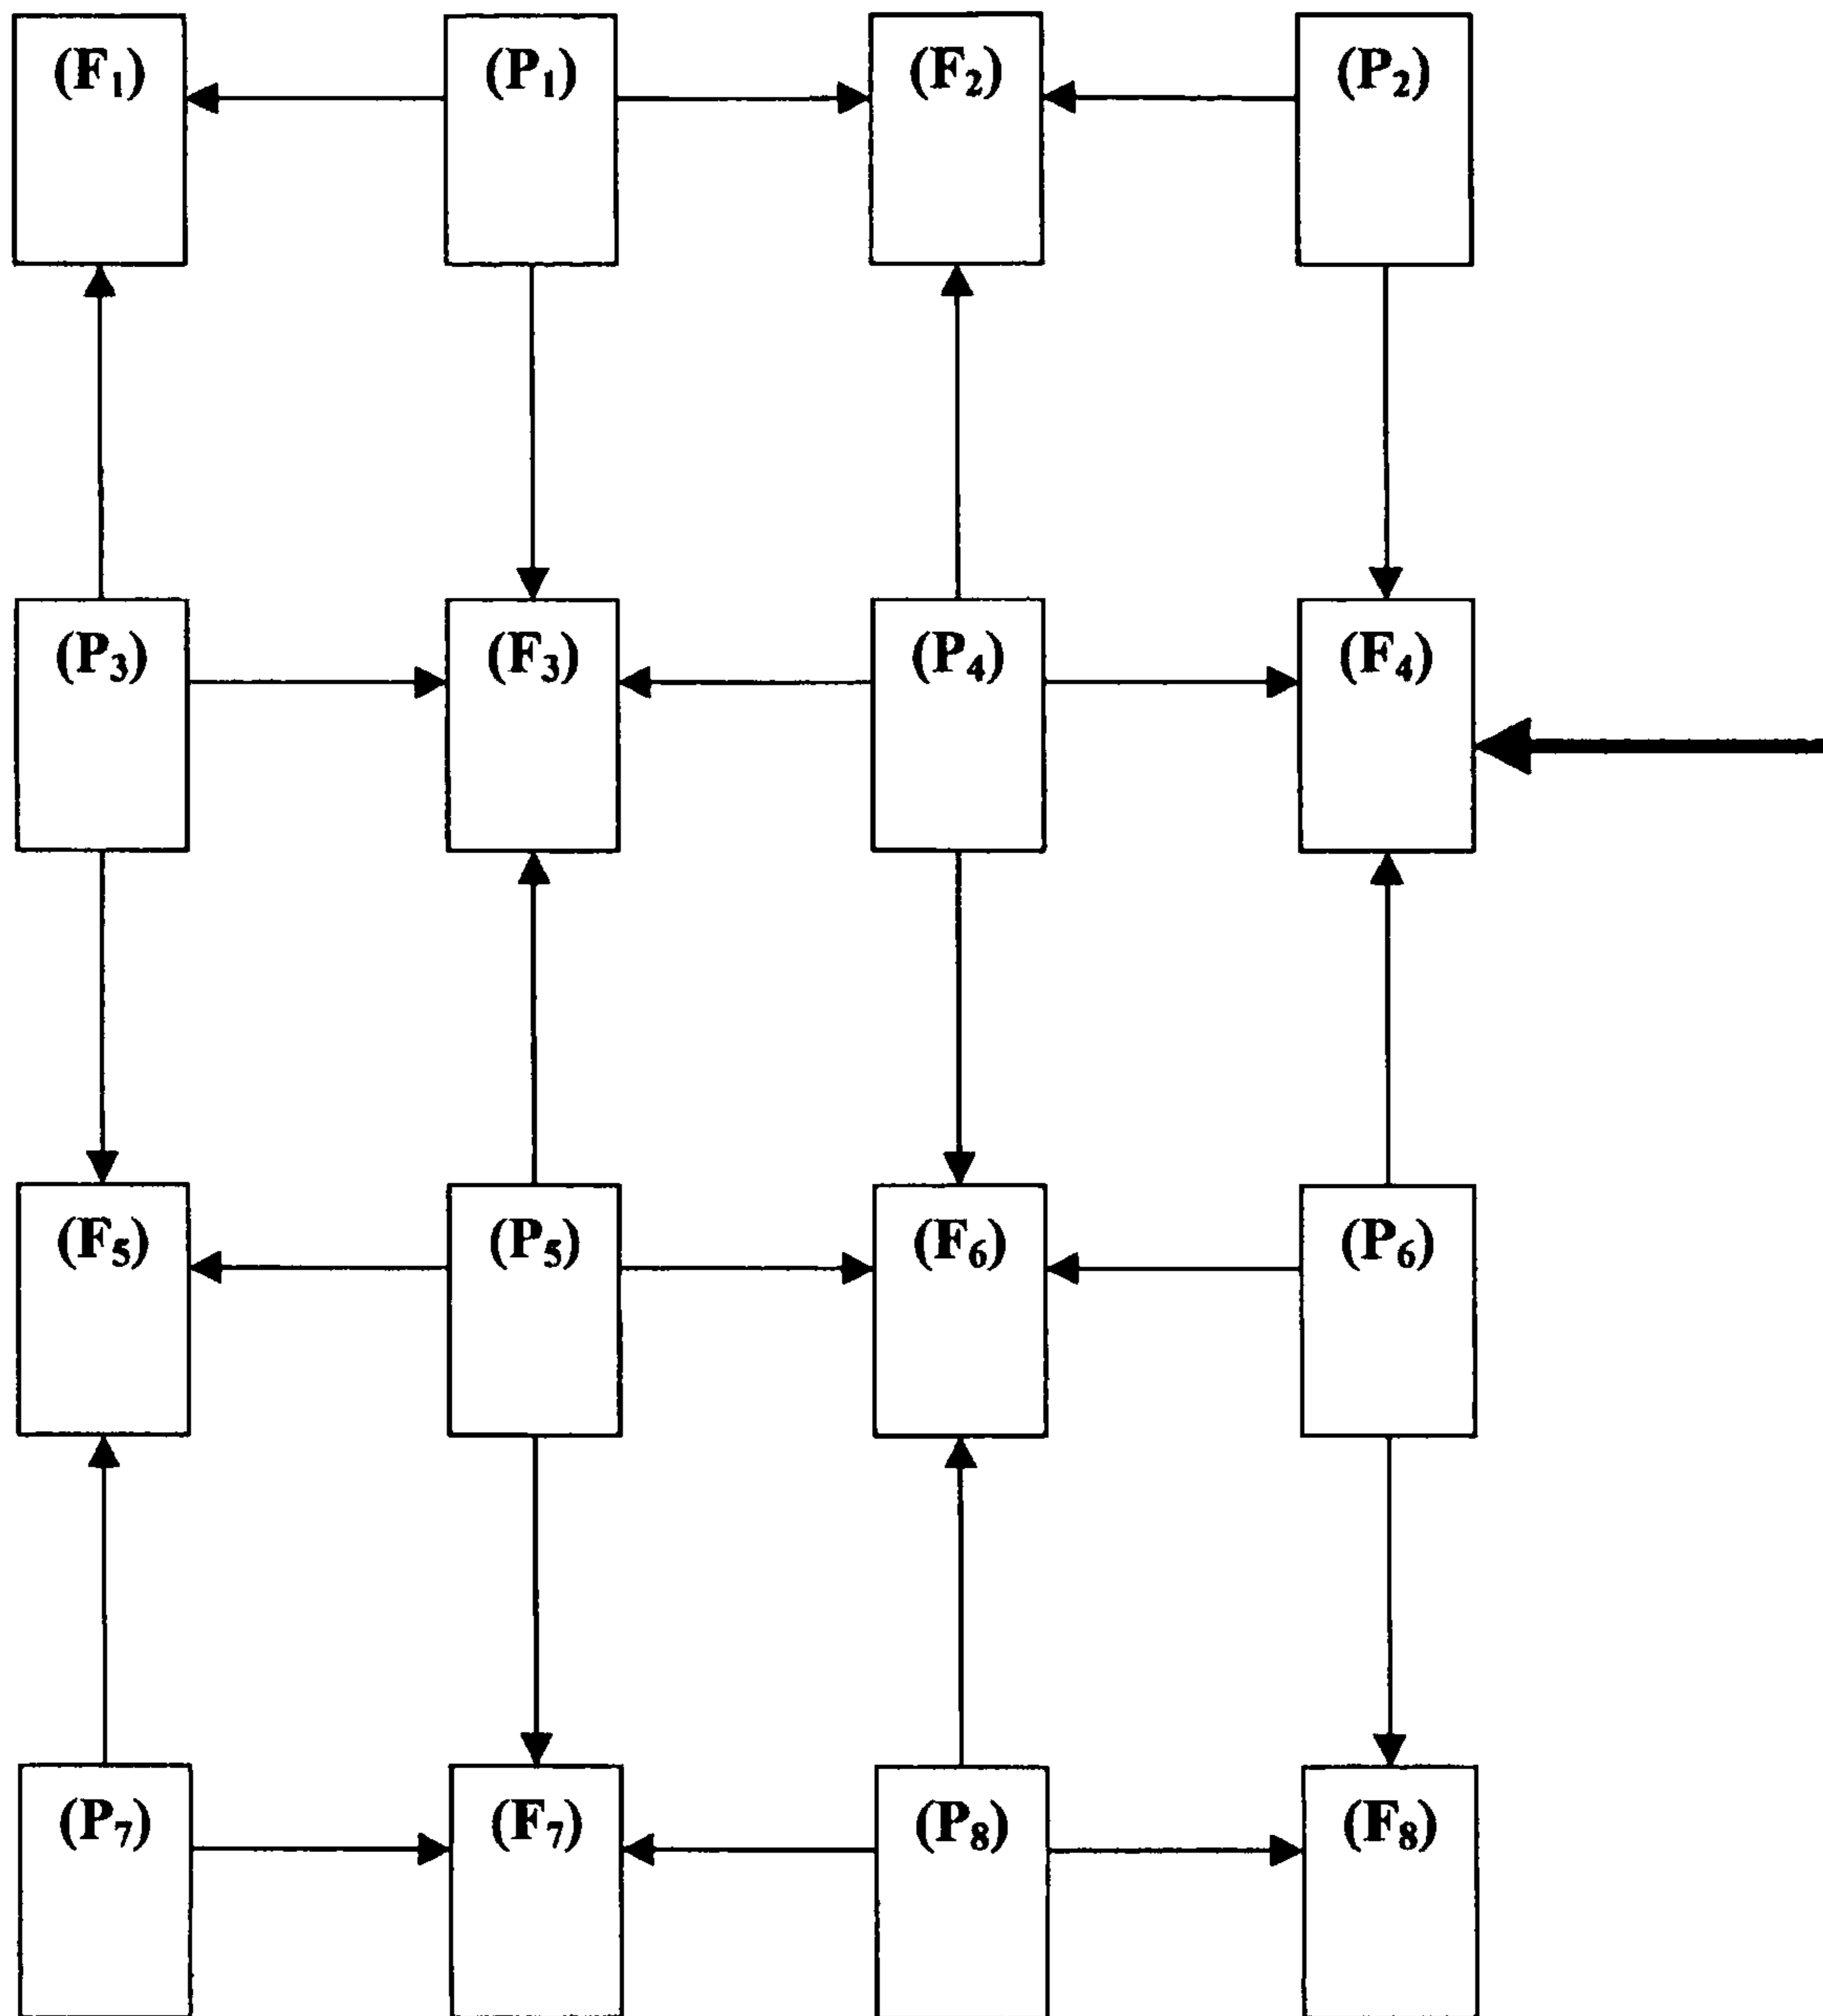 (F₁) (P₁) (F₂) (P₂)
(P₃) (F₃) (P₄) (F₄)
(F₅) (P₅) (F₆) (P₆)
(P₇) (F₇) (P₈) (F₈)